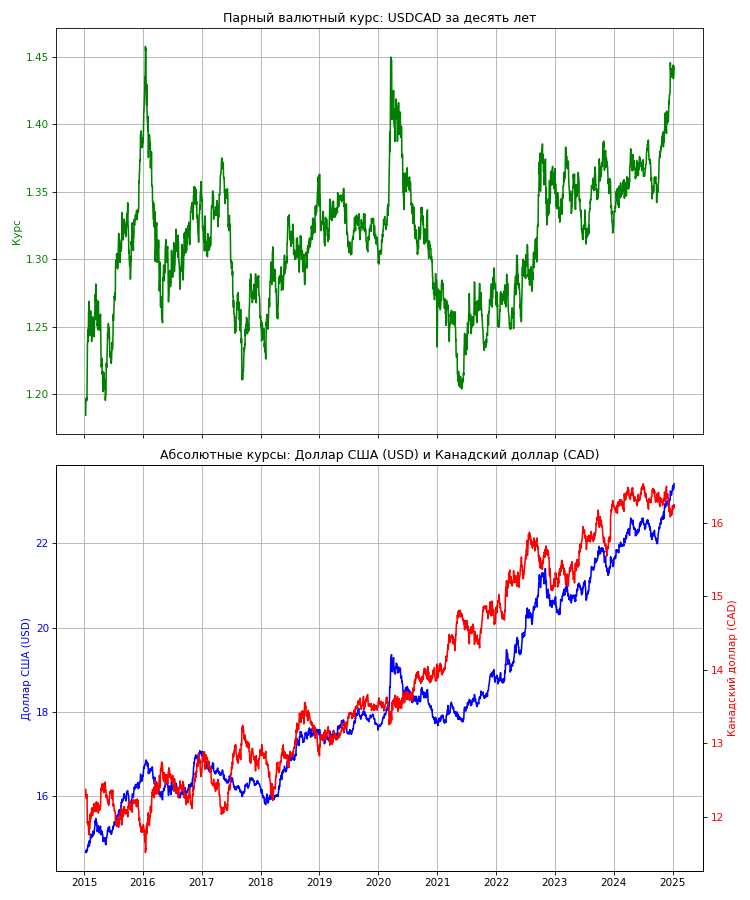 Парный валютный курс: USDCAD за десять лет
1.45
1.40
1.35
1.30
1.25
1.20
Курс
Абсолютные курсы: Доллар США (USD) и Канадский доллар (CAD)
22
20
18
16
Доллар США (USD)
16
15
14
13
12
Канадский доллар (CAD)
2015 2016 2017 2018 2019 2020 2021 2022 2023 2024 2025